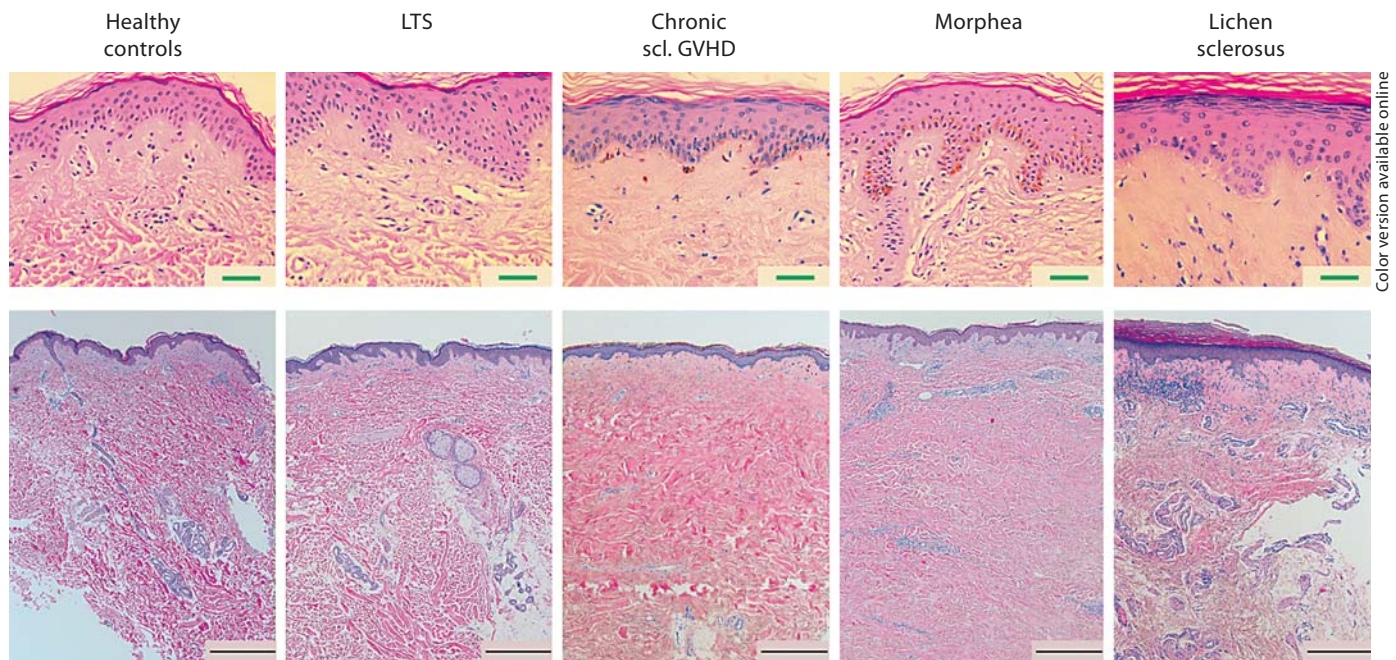 Healthy
controls
LTS
Chronic
scl. GVHD
Morphea
Lichen
sclerosus
Color version available online